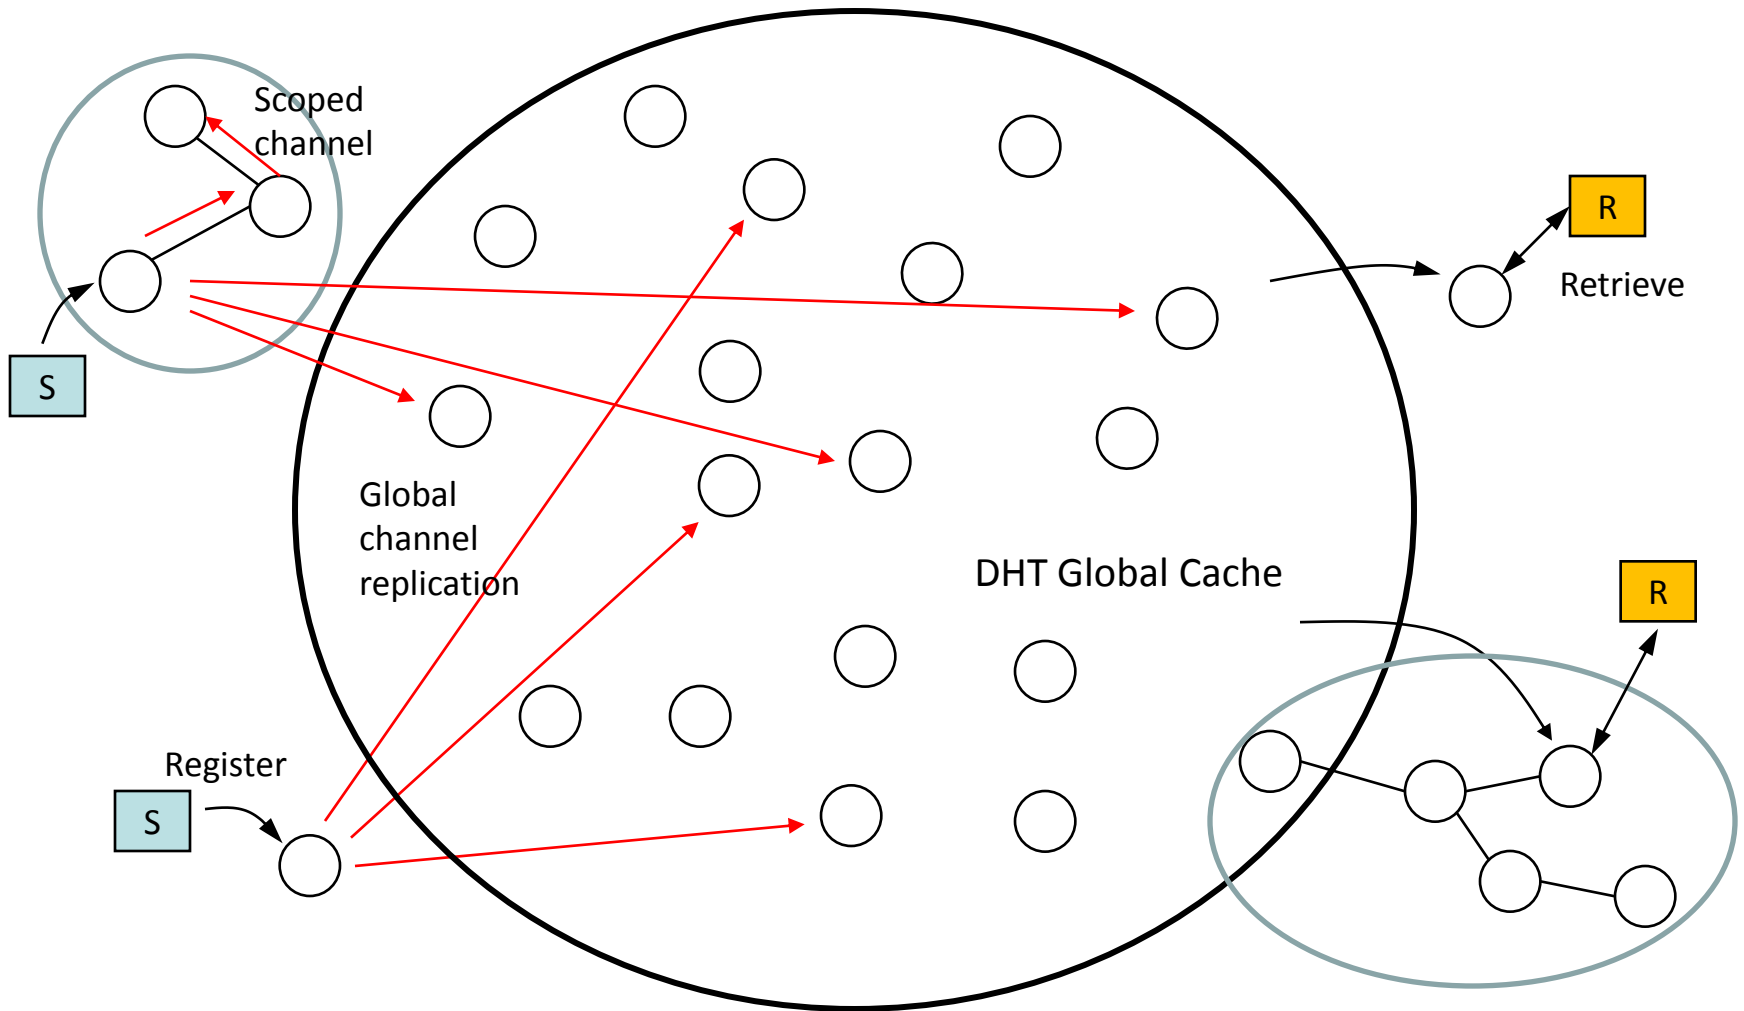 Scoped
channel
R
Retrieve
S
Global
channel
replication
DHT Global Cache
R
Register
S